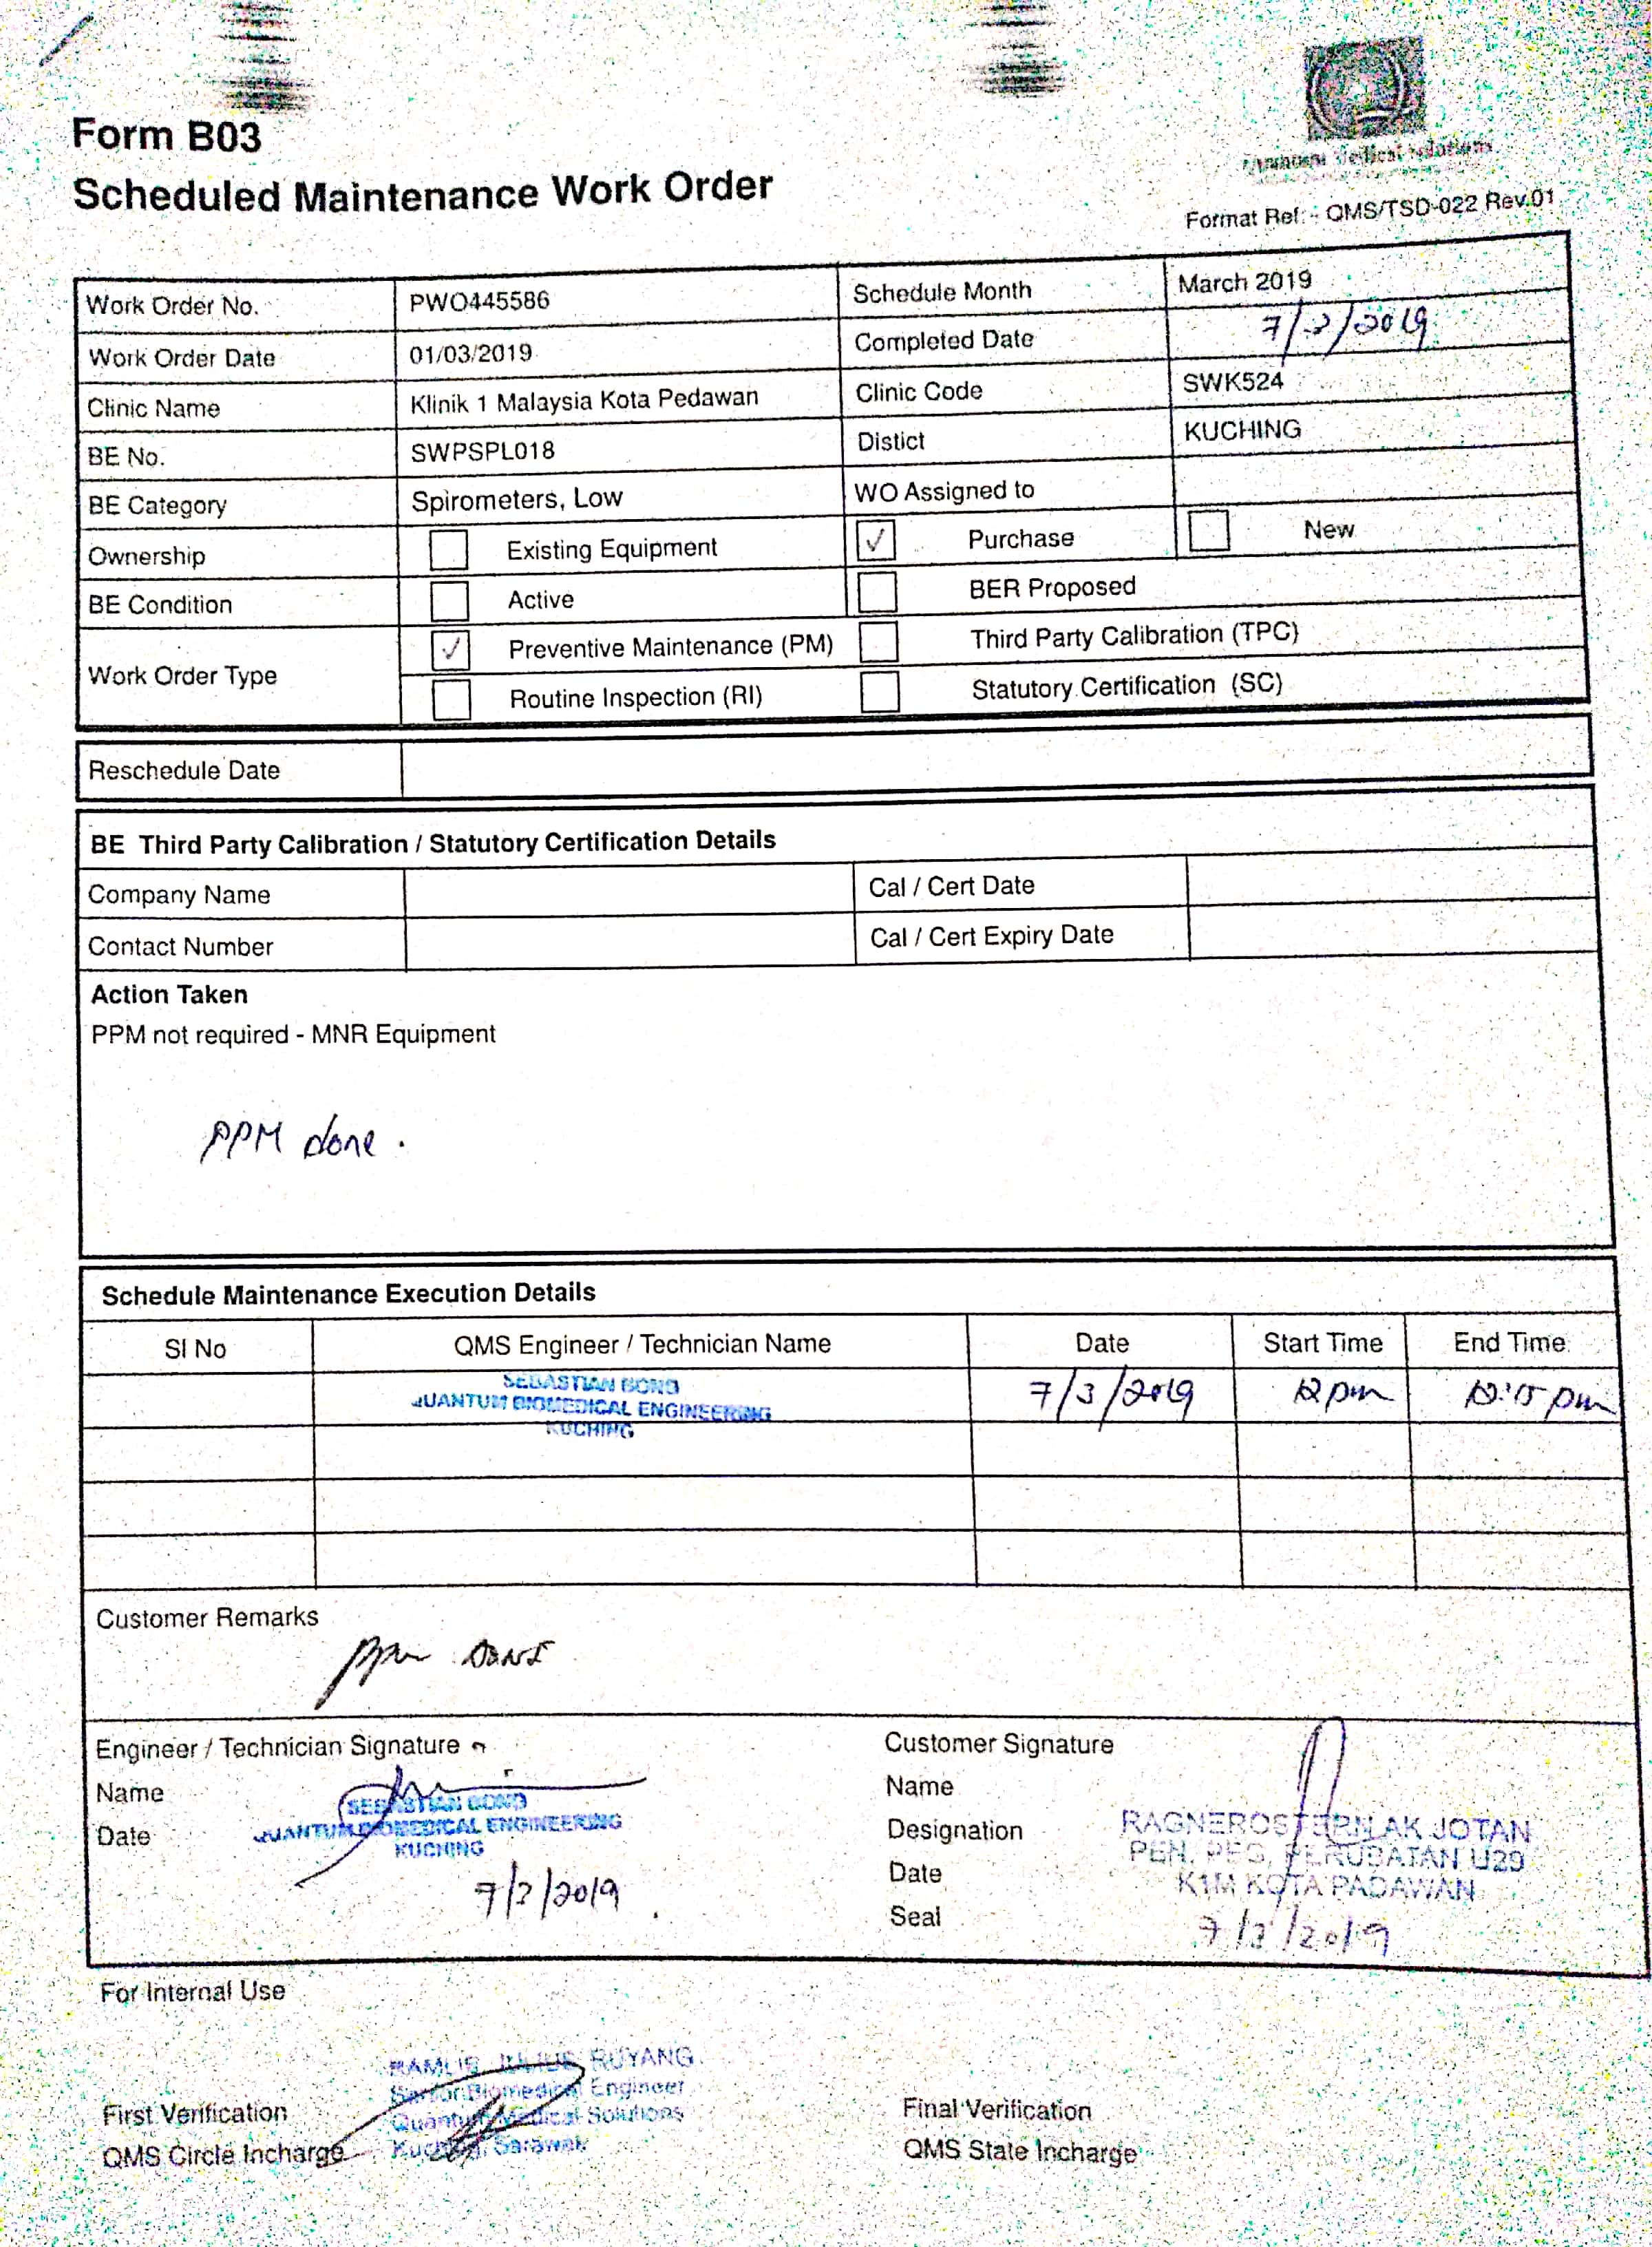 Form B03
Scheduled Maintenance Work Order
Medical Solutions
Format Ref:- QMS/TSD-022 Rev.01
Work Order No. PWO445586 Schedule Month March 2019
Work Order Date 01/03/2019 Completed Date 7/3/2019
Clinic Name Klinik 1 Malaysia Kota Pedawan Clinic Code SWK524
BE No. SWPSPL018 Distict KUCHING
BE Category Spirometers, Low WO Assigned to
Ownership Existing Equipment ✓ Purchase New
BE Condition Active BER Proposed
Work Order Type ✓ Preventive Maintenance (PM) Third Party Calibration (TPC)
Routine Inspection (RI) Statutory Certification (SC)
Reschedule Date
BE Third Party Calibration / Statutory Certification Details
Company Name Cal / Cert Date
Contact Number Cal / Cert Expiry Date
Action Taken
PPM not required - MNR Equipment
PPM done.
Schedule Maintenance Execution Details
SI No QMS Engineer / Technician Name Date Start Time End Time
SEBASTIAN BONG
QUANTUM BIOMEDICAL ENGINEERING 7/3/2019 12 pm 12:15 pm
KUCHING
Customer Remarks
ppm DONE
Engineer / Technician Signature Customer Signature
Name Name
SEBASTIAN BONG
Date QUANTUM BIOMEDICAL ENGINEERING Designation RAGNEROSTERN AK JOTAN
KUCHING PEN. PEG. PERUBATAN U29
Date K1M KOTA PADAWAN
7/3/2019 Seal 7/3/2019
For Internal Use
JULIUS RUYANG
Senior Biomedical Engineer
First Verification Quantum Medical Solutions Final Verification
QMS Circle Incharge Kuching, Sarawak QMS State Incharge